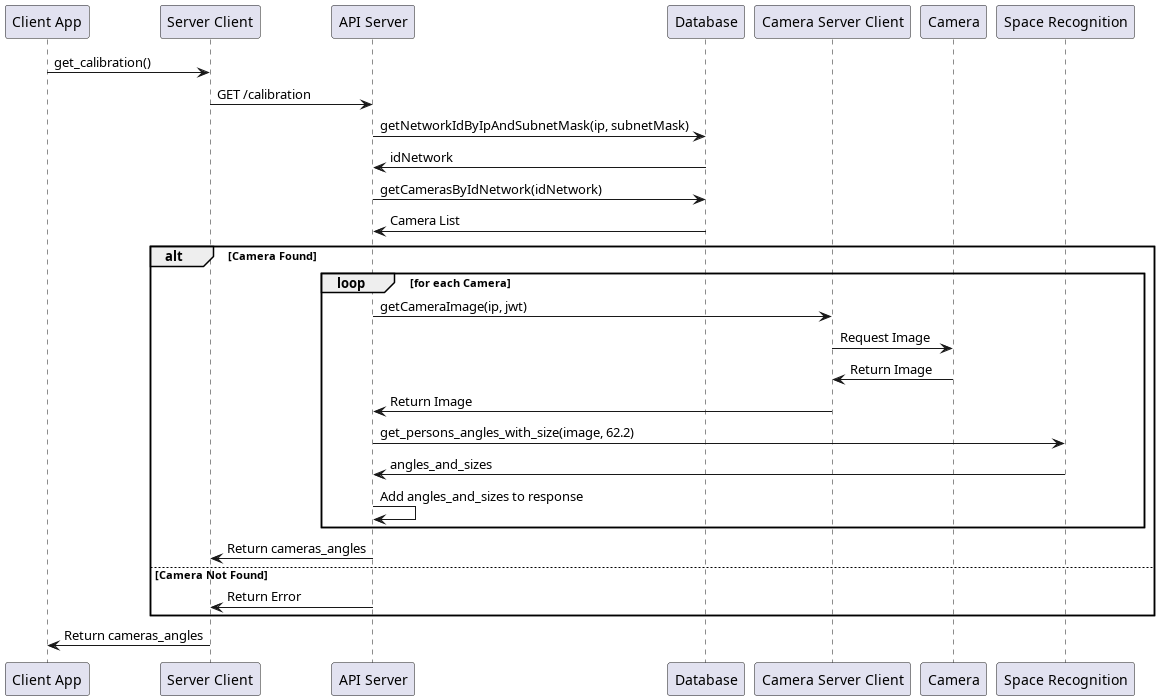 Client App
Server Client
API Server
Database
Camera Server Client
Camera
Space Recognition
get_calibration()
GET /calibration
getNetworkIdByIpAndSubnetMask(ip, subnetMask)
idNetwork
getCamerasByIdNetwork(idNetwork)
Camera List
alt
[Camera Found]
loop
[for each Camera]
getCameraImage(ip, jwt)
Request Image
Return Image
Return Image
get_persons_angles_with_size(image, 62.2)
angles_and_sizes
Add angles_and_sizes to response
Return cameras_angles
[Camera Not Found]
Return Error
Return cameras_angles
Client App
Server Client
API Server
Database
Camera Server Client
Camera
Space Recognition